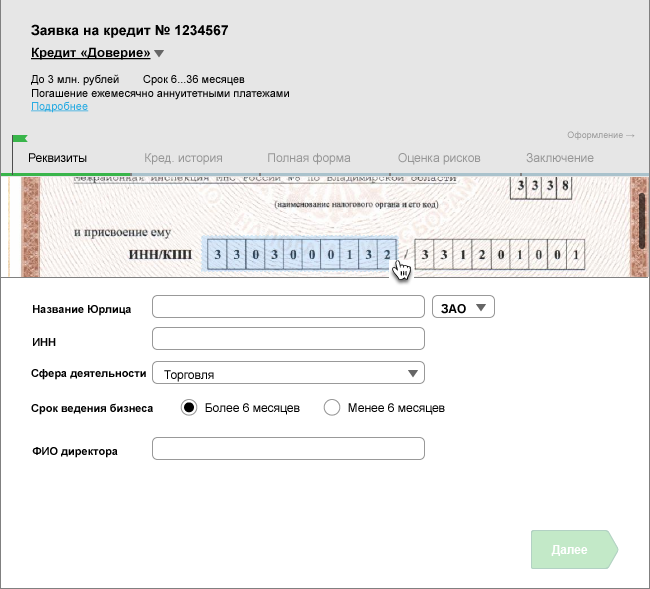 Заявка на кредит № 1234567
Кредит «Доверие»
До 3 млн. рублей Срок 6...36 месяцев
Погашение ежемесячно аннуитетными платежами
Подробнее
Оформление →
Реквизиты Кред. история Полная форма Оценка рисков Заключение
Межрайонная инспекция МНС России №8 по Владимирской области
3 3 3 8
(наименование налогового органа и его код)
и присвоение ему
ИНН/КПП 3 3 0 3 0 0 0 1 3 2 / 3 3 1 2 0 1 0 0 1
Название Юрлица ЗАО
ИНН
Сфера деятельности Торговля
Срок ведения бизнеса Более 6 месяцев Менее 6 месяцев
ФИО директора
Далее